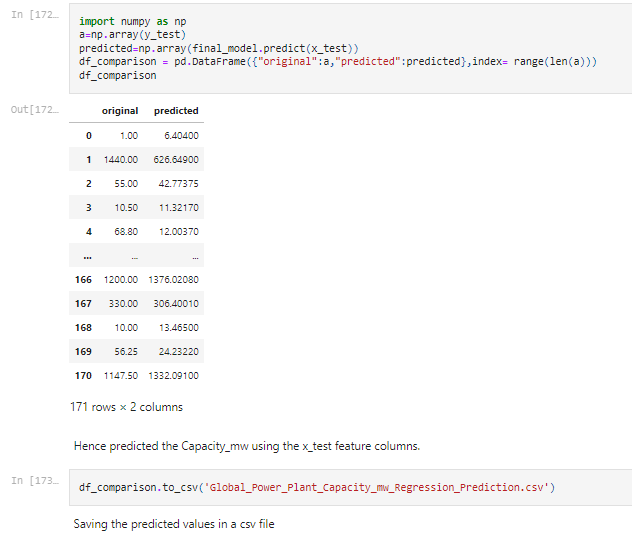 In [172…
import numpy as np
a=np.array(y_test)
predicted=np.array(final_model.predict(x_test))
df_comparison = pd.DataFrame({"original":a,"predicted":predicted},index= range(len(a)))
df_comparison
Out[172…
original predicted
0 1.00 6.40400
1 1440.00 626.64900
2 55.00 42.77375
3 10.50 11.32170
4 68.80 12.00370
... ... ...
166 1200.00 1376.02080
167 330.00 306.40010
168 10.00 13.46500
169 56.25 24.23220
170 1147.50 1332.09100
171 rows × 2 columns
Hence predicted the Capacity_mw using the x_test feature columns.
In [173…
df_comparison.to_csv('Global_Power_Plant_Capacity_mw_Regression_Prediction.csv')
Saving the predicted values in a csv file